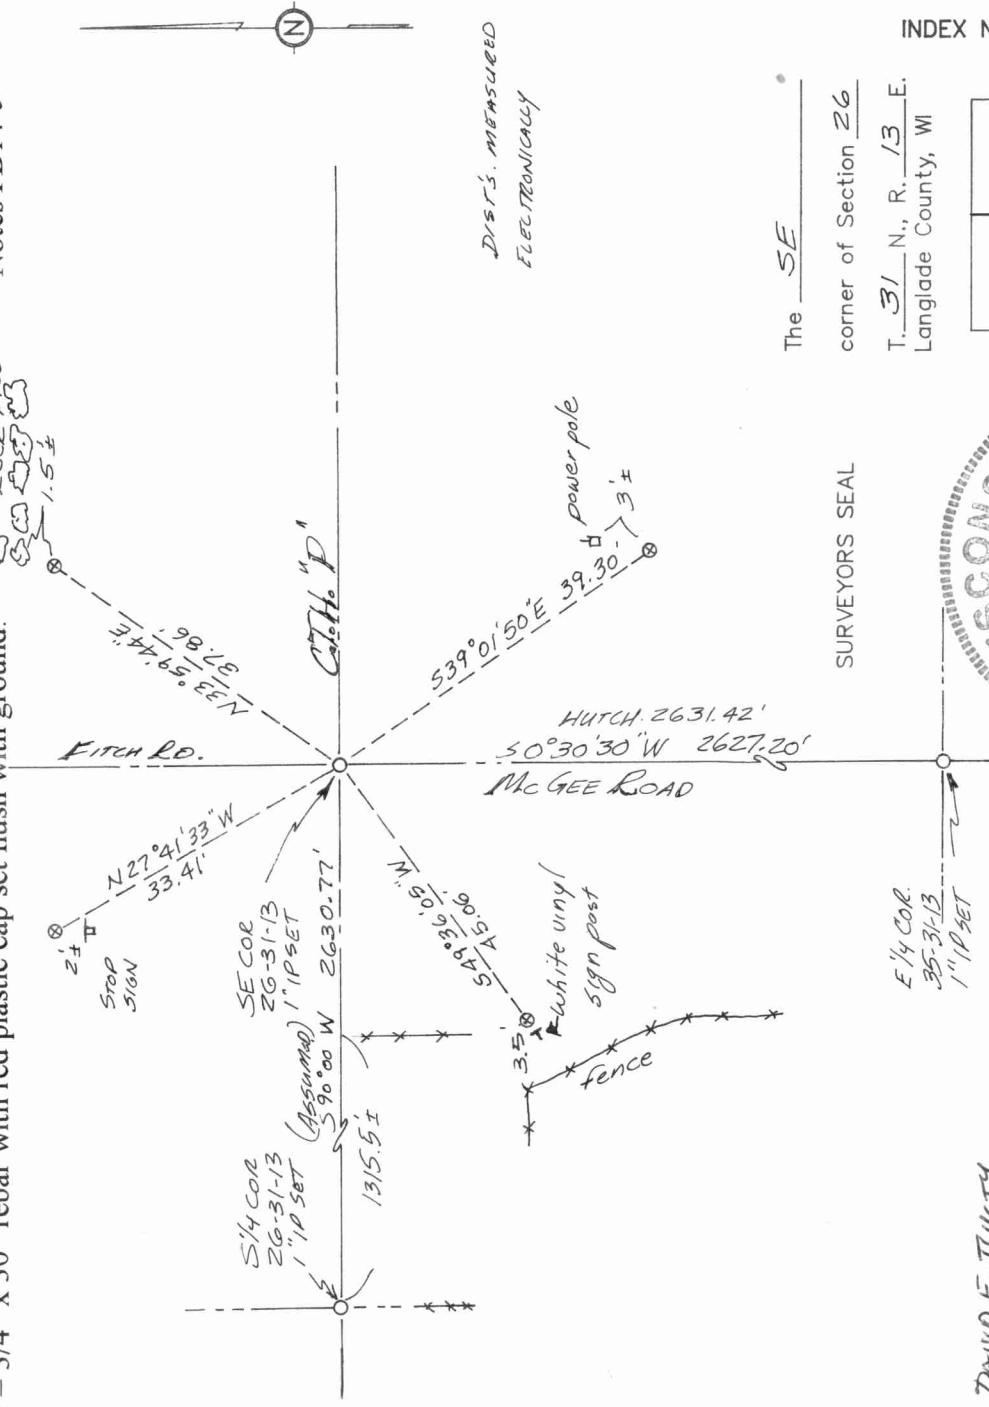 INDEX N
N
DIST'S. MEASURED
ELECTRONICALLY
The SE
corner of Section 26
T. 31 N., R. 13 E.
Langlade County, WI
SURVEYORS SEAL
SCONS
= 3/4" x 30" rebar with red plastic cap set flush with ground.
1.5'±
N33°59'44"E
37.86'
FITCH RD.
N27°41'33"W
33.41'
2'±
STOP
SIGN
C.T.H. "D"
power pole
3'±
S39°01'50"E 39.30
HUTCH. 2631.42'
S0°30'30"W 2627.20'
MCGEE ROAD
SE COR
26-31-13
1" IP SET
(ASSUMED)
S90°00'W 2630.77'
S49°36'05"W
45.06'
white vinyl
sign post
3.5'
fence
S1/4 COR
26-31-13
1" IP SET
1315.5'±
E1/4 COR.
35-31-13
1" IP SET